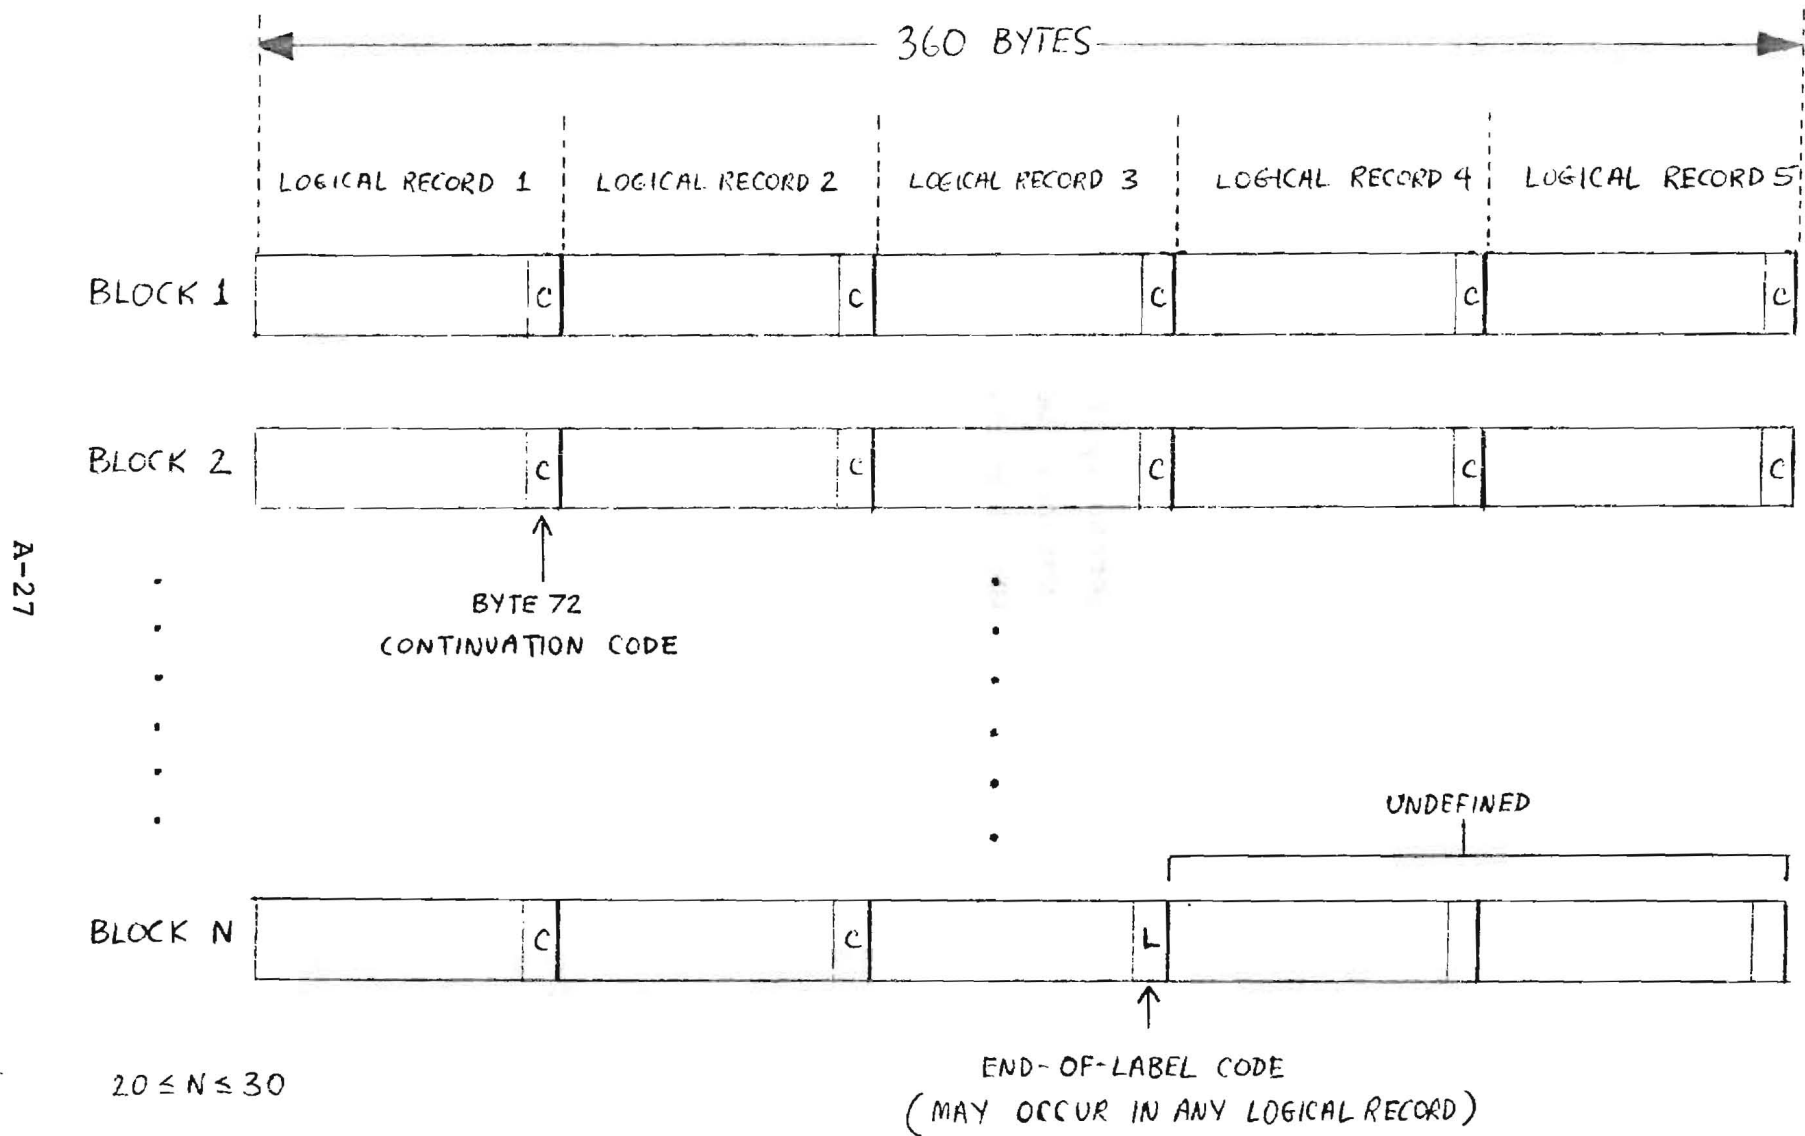 360 BYTES
LOGICAL RECORD 1 LOGICAL RECORD 2 LOGICAL RECORD 3 LOGICAL RECORD 4 LOGICAL RECORD 5
BLOCK 1 C C C C C
BLOCK 2 C C C C C
A-27
BYTE 72
CONTINUATION CODE
UNDEFINED
BLOCK N C C L
END-OF-LABEL CODE
(MAY OCCUR IN ANY LOGICAL RECORD)
20 ≤ N ≤ 30